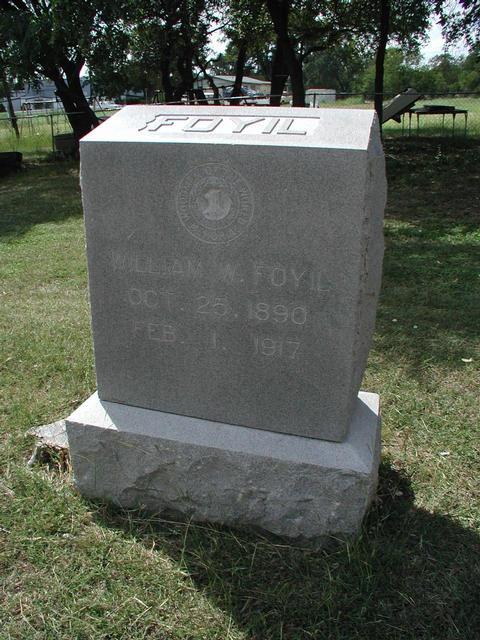 FOYIL
WILLIAM W. FOYIL
OCT. 25, 1890
FEB. 1. 1917